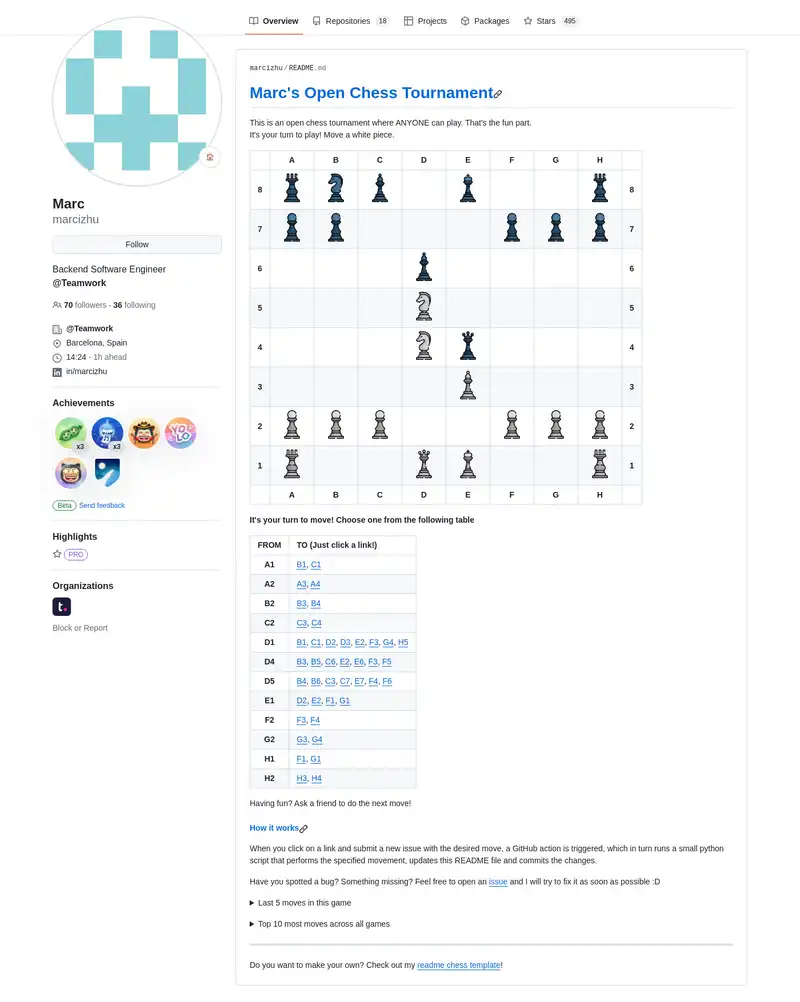 Overview
Repositories 18
Projects
Packages
Stars 495
Marc
marcizhu
Follow
Backend Software Engineer
@Teamwork
70 followers · 36 following
@Teamwork
Barcelona, Spain
14:24 - 1h ahead
in/marcizhu
Achievements
x3
x3
YOLO
Beta Send feedback
Highlights
PRO
Organizations
t.
Block or Report
marcizhu/README.md
Marc's Open Chess Tournament
This is an open chess tournament where ANYONE can play. That's the fun part.
It's your turn to play! Move a white piece.
A B C D E F G H
8 8
7 7
6 6
5 5
4 4
3 3
2 2
1 1
A B C D E F G H
It's your turn to move! Choose one from the following table
FROM TO (Just click a link!)
A1 B1, C1
A2 A3, A4
B2 B3, B4
C2 C3, C4
D1 B1, C1, D2, D3, E2, F3, G4, H5
D4 B3, B5, C6, E2, E6, F3, F5
D5 B4, B6, C3, C7, E7, F4, F6
E1 D2, E2, F1, G1
F2 F3, F4
G2 G3, G4
H1 F1, G1
H2 H3, H4
Having fun? Ask a friend to do the next move!
How it works
When you click on a link and submit a new issue with the desired move, a GitHub action is triggered, which in turn runs a small python
script that performs the specified movement, updates this README file and commits the changes.
Have you spotted a bug? Something missing? Feel free to open an issue and I will try to fix it as soon as possible :D
Last 5 moves in this game
Top 10 most moves across all games
Do you want to make your own? Check out my readme chess template!